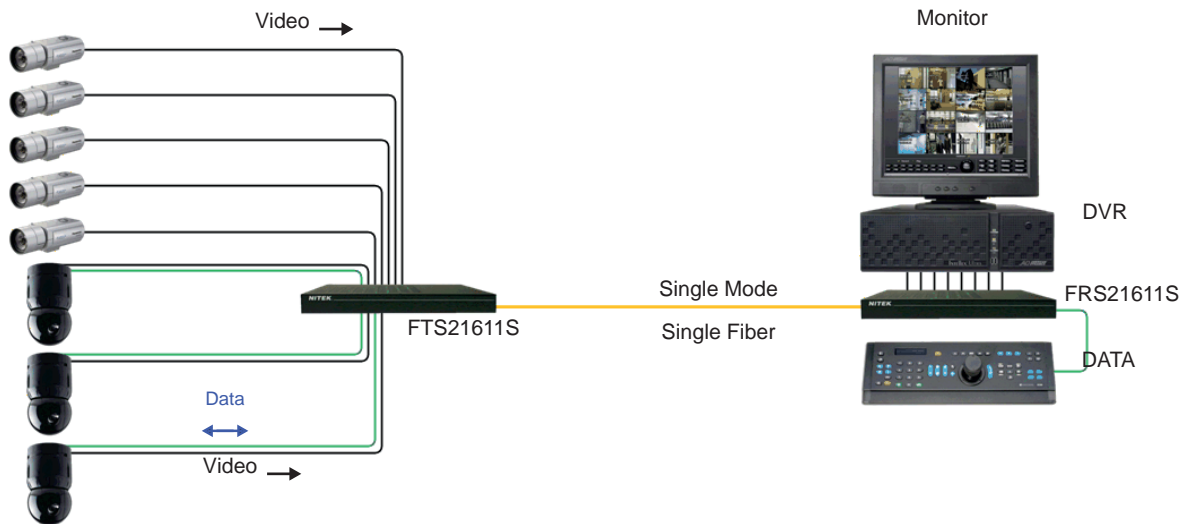 Video
Monitor
DVR
NITEK
FTS21611S
Single Mode
Single Fiber
NITEK
FRS21611S
DATA
Data
Video